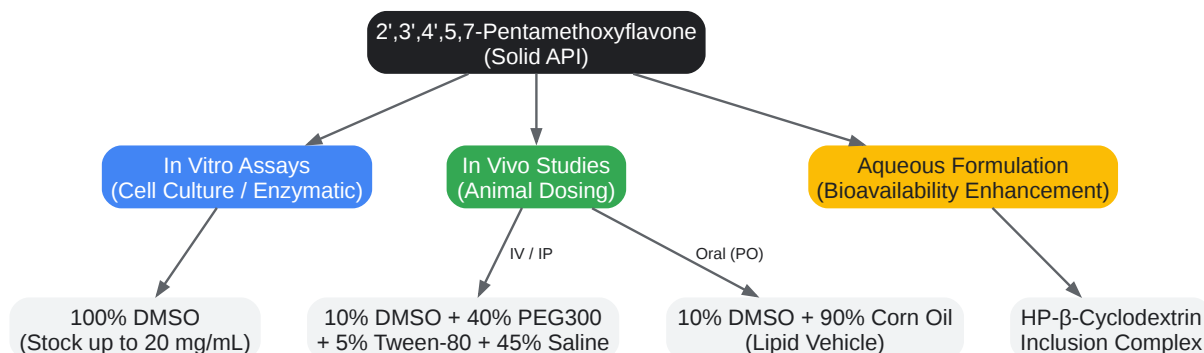 2',3',4',5,7-Pentamethoxyflavone
(Solid API)
In Vitro Assays
(Cell Culture / Enzymatic)
In Vivo Studies
(Animal Dosing)
Aqueous Formulation
(Bioavailability Enhancement)
IV / IP
Oral (PO)
100% DMSO
(Stock up to 20 mg/mL)
10% DMSO + 40% PEG300
+ 5% Tween-80 + 45% Saline
10% DMSO + 90% Corn Oil
(Lipid Vehicle)
HP-β-Cyclodextrin
Inclusion Complex